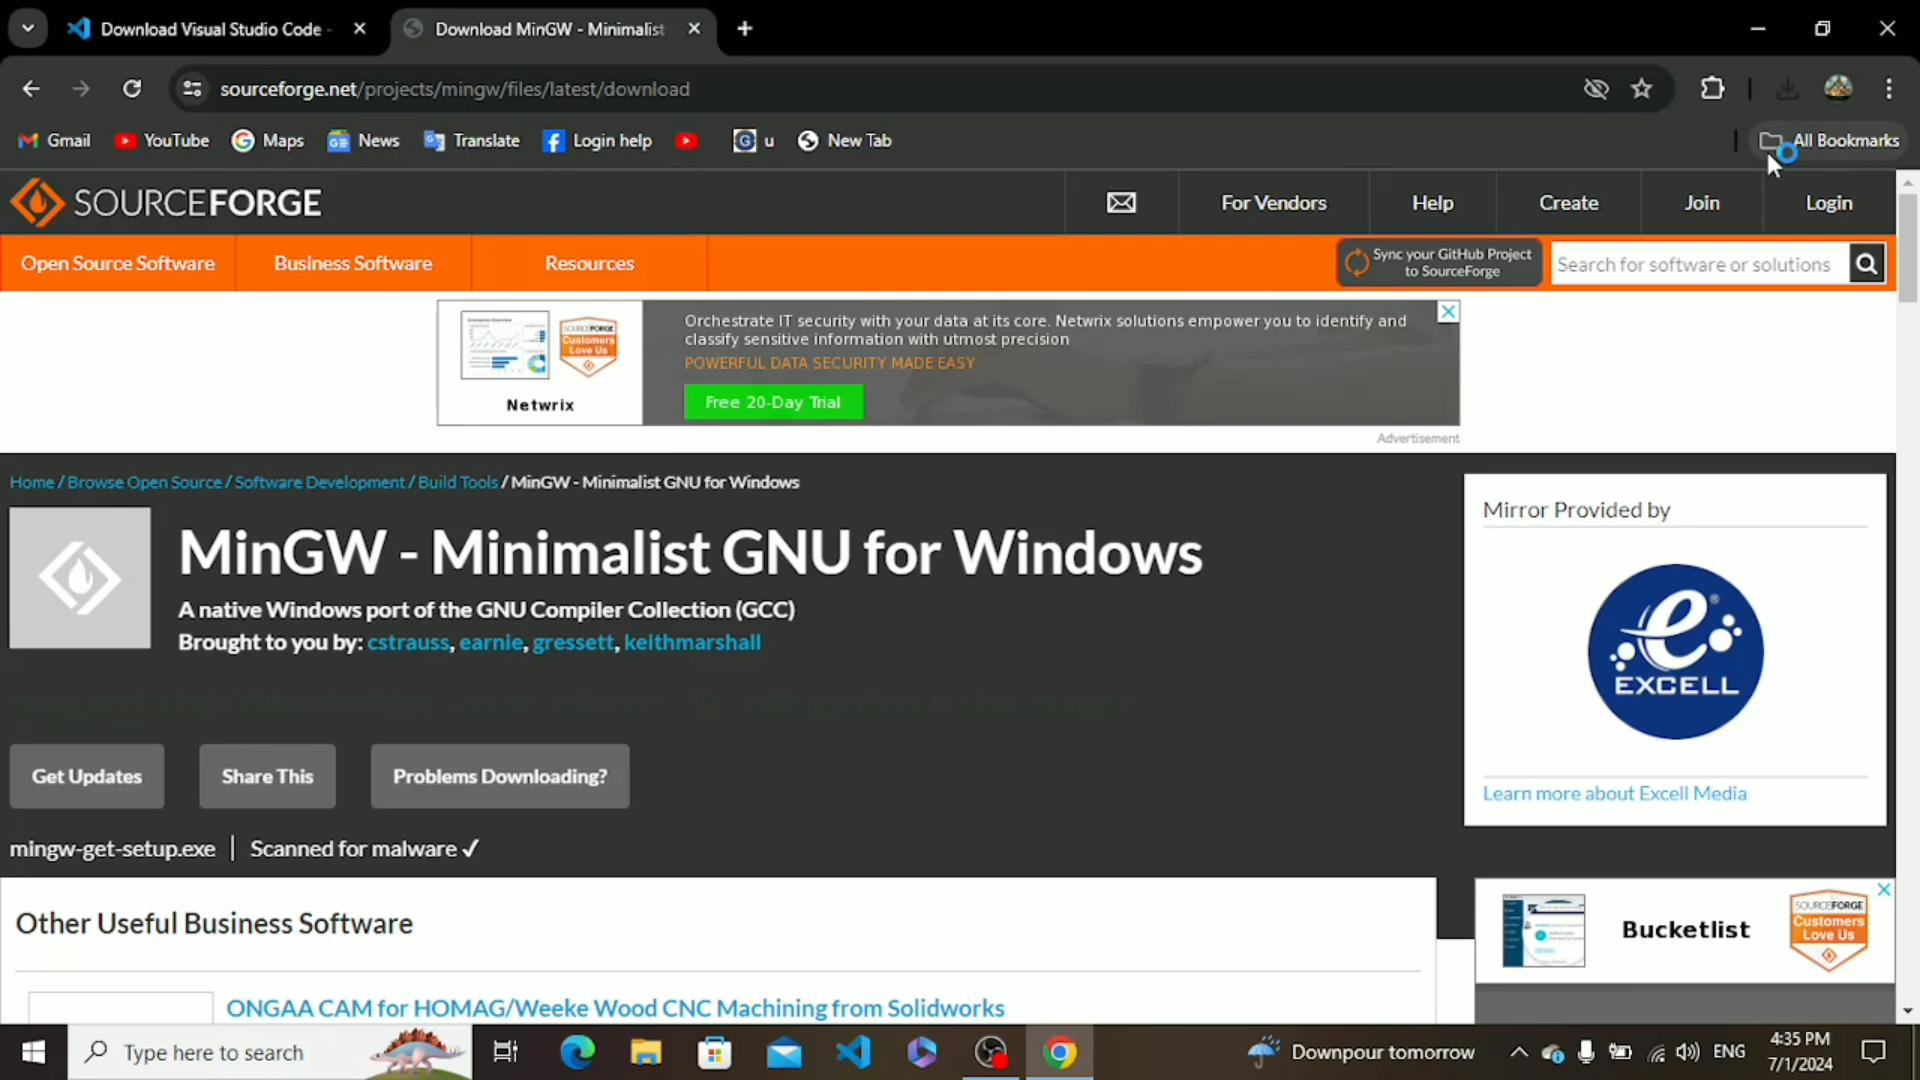 Download Visual Studio Code -
Download MinGW - Minimalist
sourceforge.net/projects/mingw/files/latest/download
Gmail
YouTube
Maps
News
Translate
Login help
u
New Tab
All Bookmarks
SOURCEFORGE
For Vendors
Help
Create
Join
Login
Open Source Software
Business Software
Resources
Sync your GitHub Project
to SourceForge
Search for software or solutions
SOURCEFORGE
Customers
Love Us
Netwrix
Orchestrate IT security with your data at its core. Netwrix solutions empower you to identify and
classify sensitive information with utmost precision
POWERFUL DATA SECURITY MADE EASY
Free 20-Day Trial
Advertisement
Home / Browse Open Source / Software Development / Build Tools / MinGW - Minimalist GNU for Windows
MinGW - Minimalist GNU for Windows
A native Windows port of the GNU Compiler Collection (GCC)
Brought to you by: cstrauss, earnie, gressett, keithmarshall
Mirror Provided by
e
EXCELL
Learn more about Excell Media
Get Updates
Share This
Problems Downloading?
mingw-get-setup.exe | Scanned for malware ✓
Other Useful Business Software
ONGAA CAM for HOMAG/Weeke Wood CNC Machining from Solidworks
Bucketlist
SOURCEFORGE
Customers
Love Us
Type here to search
Downpour tomorrow
ENG
4:35 PM
7/1/2024